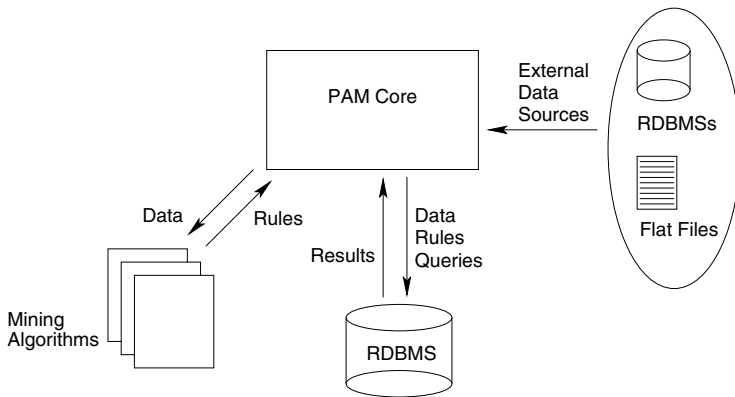 PAM Core
External
Data
Sources
RDBMSs
Flat Files
Data
Rules
Results
Data
Rules
Queries
Mining
Algorithms
RDBMS